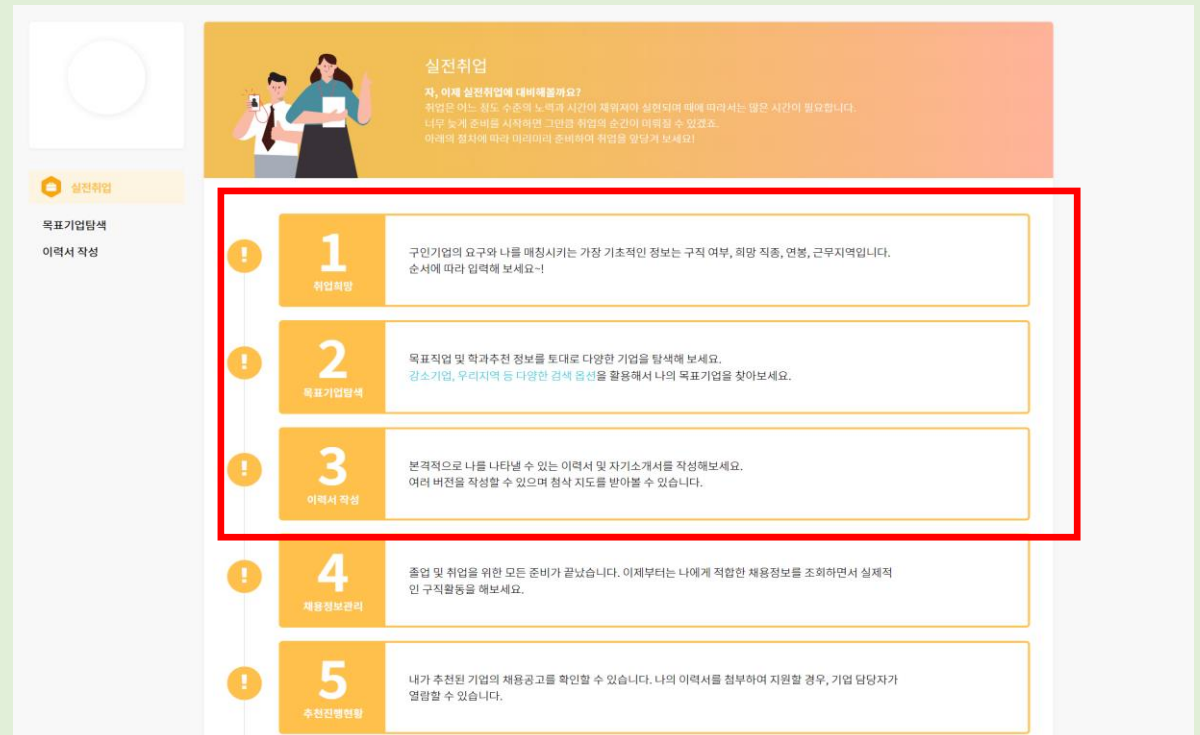 실전취업
자, 이제 실전취업에 대비해볼까요?
취업은 어느 정도 수준의 노력과 시간이 채워져야 실현되며 때에 따라서는 많은 시간이 필요합니다.
너무 늦게 준비를 시작하면 그만큼 취업의 순간이 미뤄질 수 있겠죠.
아래의 절차에 따라 미리미리 준비하여 취업을 앞당겨 보세요!
실전취업
목표기업탐색
이력서 작성
1
취업희망
구인기업의 요구와 나를 매칭시키는 가장 기초적인 정보는 구직 여부, 희망 직종, 연봉, 근무지역입니다.
순서에 따라 입력해 보세요~!
2
목표기업탐색
목표직업 및 학과추천 정보를 토대로 다양한 기업을 탐색해 보세요.
강소기업, 우리지역 등 다양한 검색 옵션을 활용해서 나의 목표기업을 찾아보세요.
3
이력서 작성
본격적으로 나를 나타낼 수 있는 이력서 및 자기소개서를 작성해보세요.
여러 버전을 작성할 수 있으며 첨삭 지도를 받아볼 수 있습니다.
4
채용정보관리
졸업 및 취업을 위한 모든 준비가 끝났습니다. 이제부터는 나에게 적합한 채용정보를 조회하면서 실제적
인 구직활동을 해보세요.
5
추천진행현황
내가 추천된 기업의 채용공고를 확인할 수 있습니다. 나의 이력서를 첨부하여 지원할 경우, 기업 담당자가
열람할 수 있습니다.